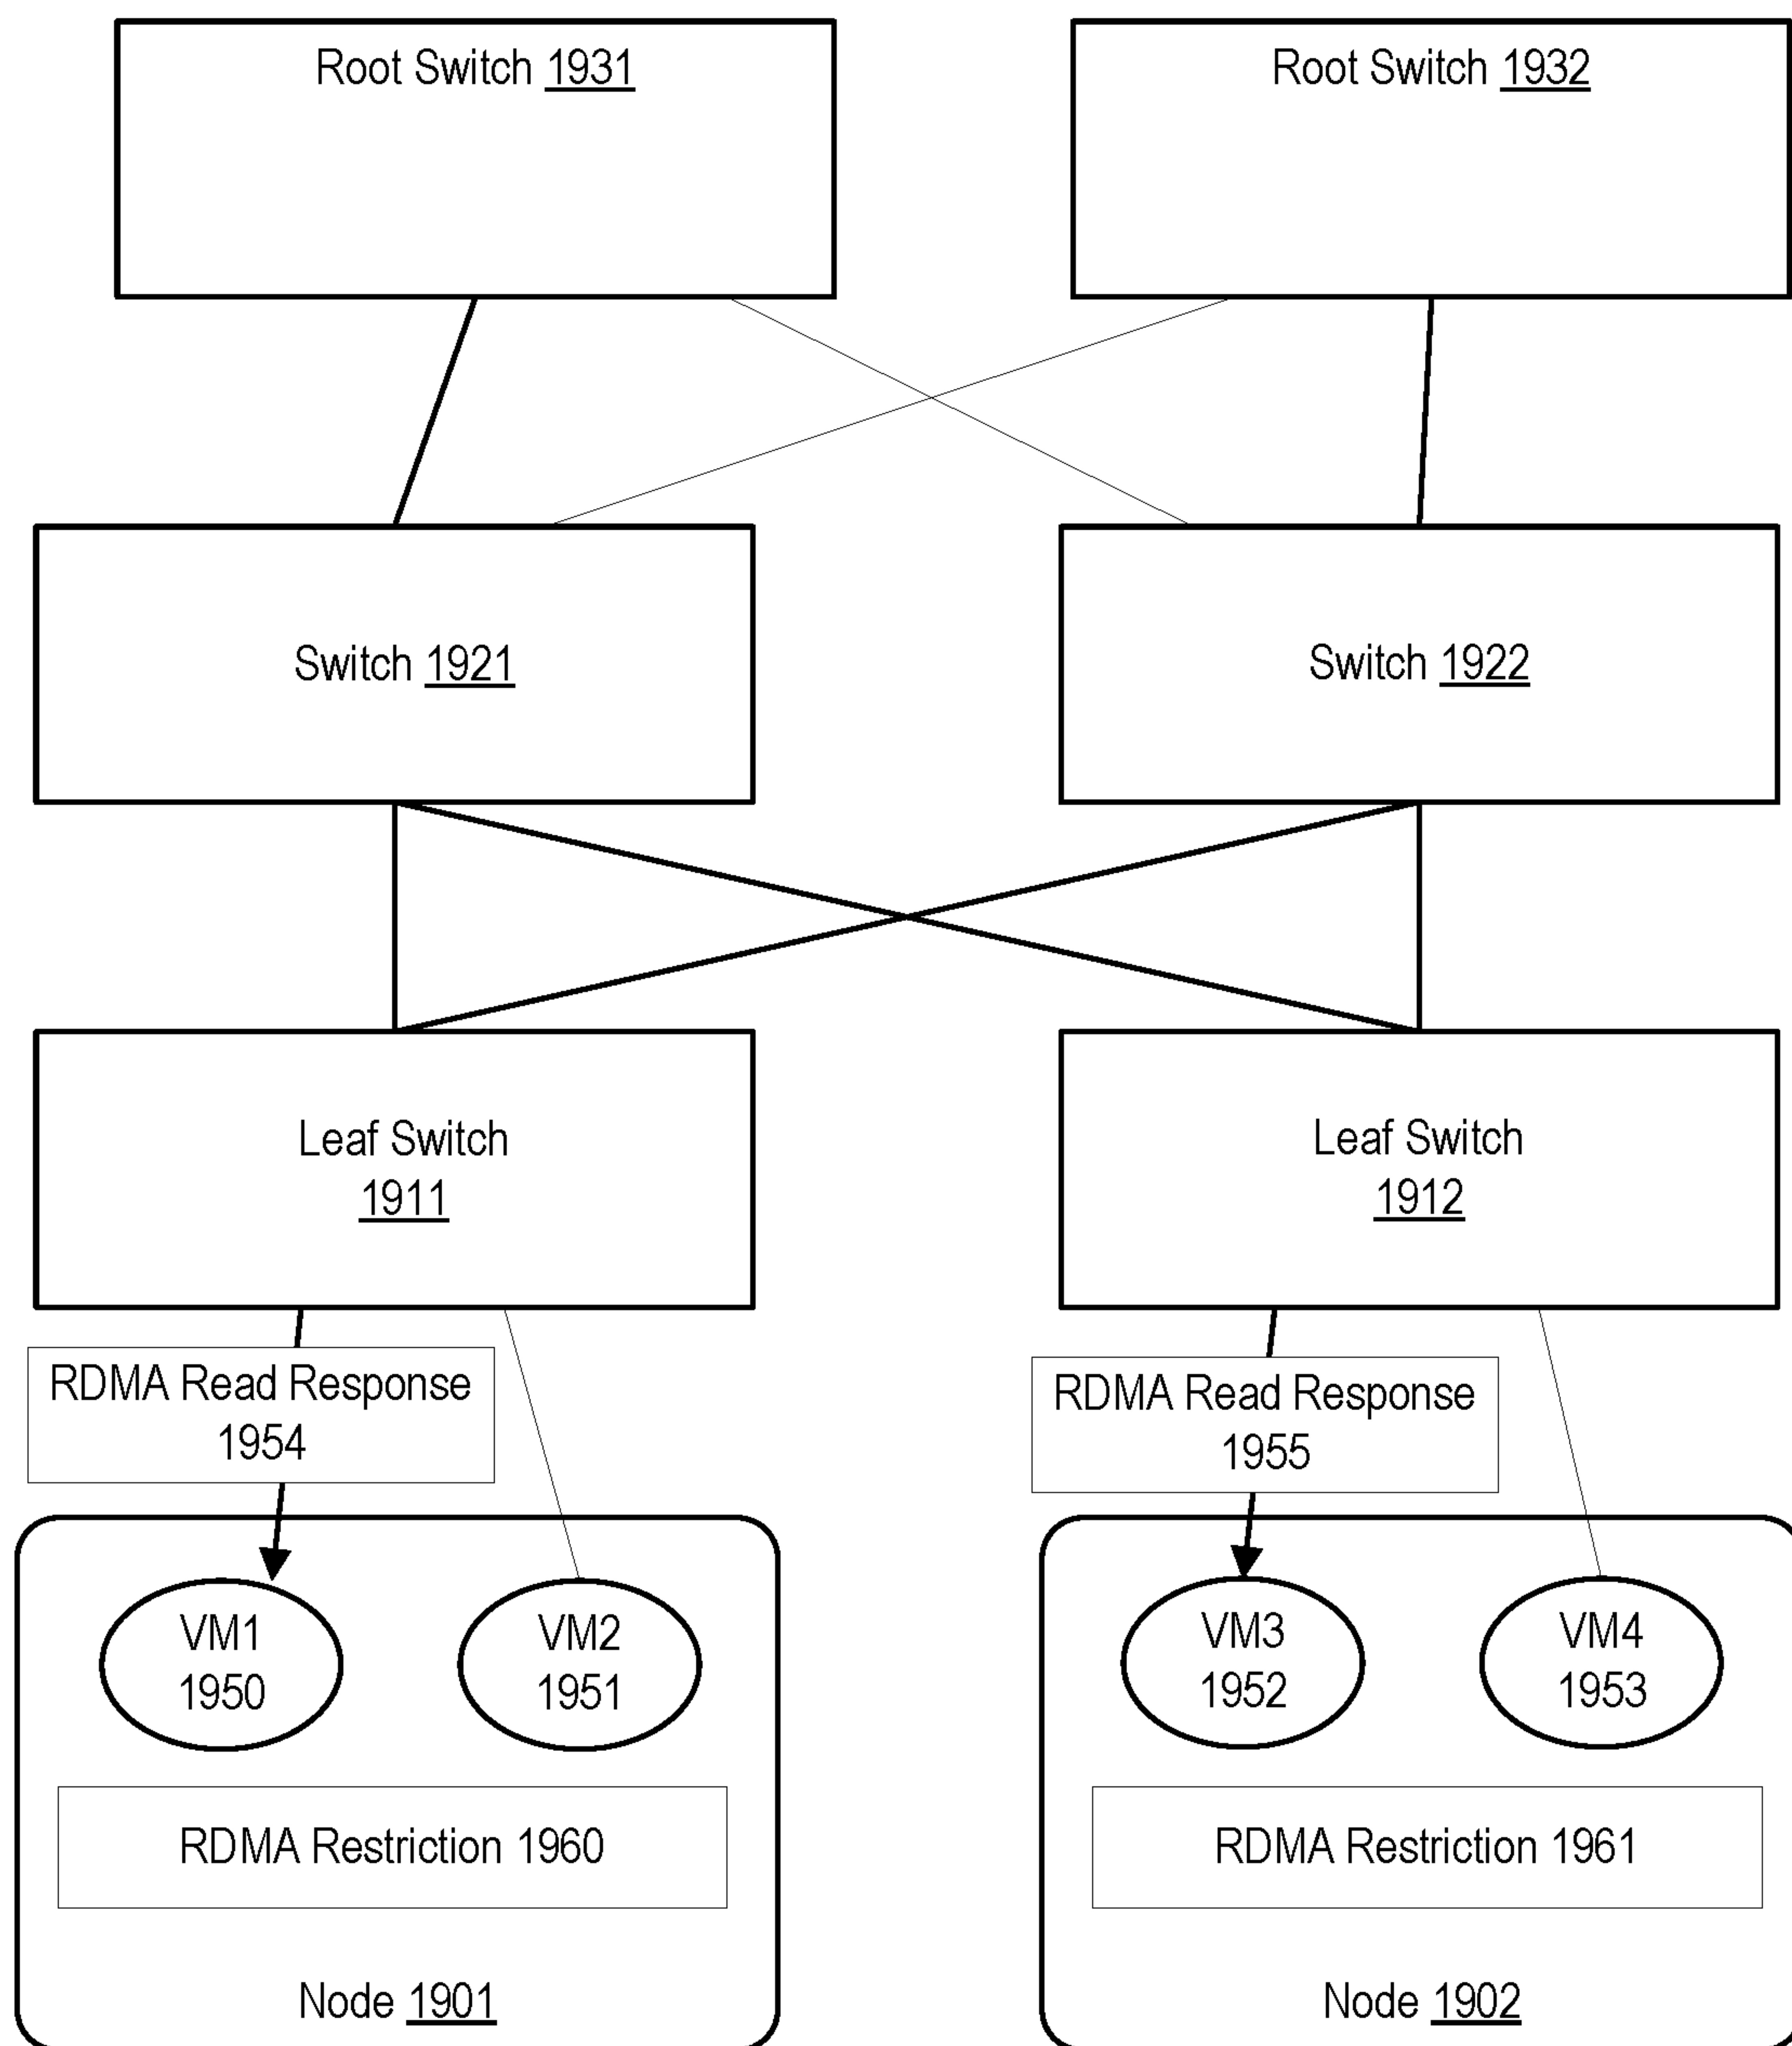 Root Switch 1931
Root Switch 1932
Switch 1921
Switch 1922
Leaf Switch
1911
Leaf Switch
1912
RDMA Read Response
1954
RDMA Read Response
1955
VM1
1950
VM2
1951
VM3
1952
VM4
1953
RDMA Restriction 1960
RDMA Restriction 1961
Node 1901
Node 1902